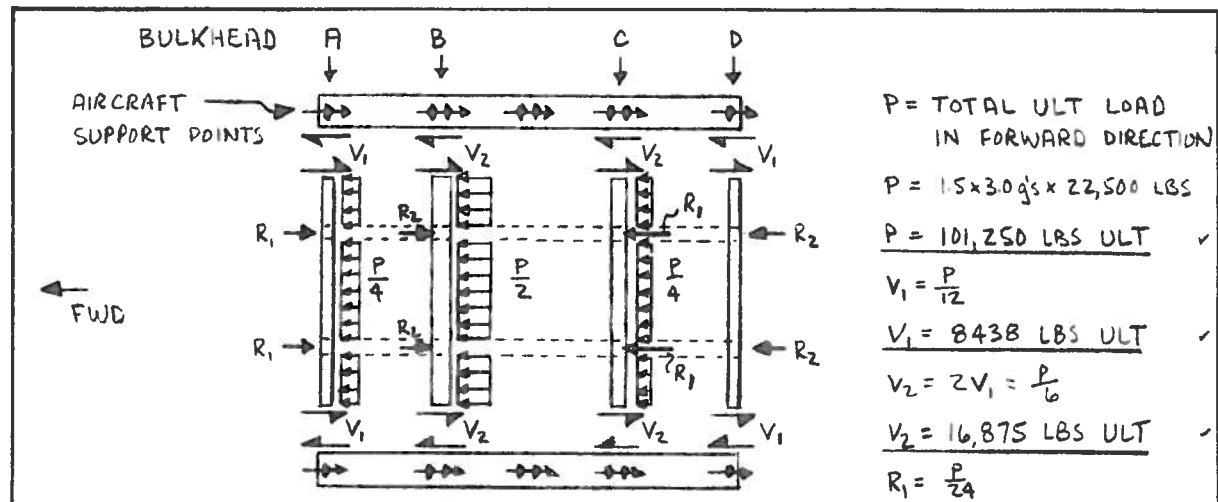 BULKHEAD A B C D
AIRCRAFT
SUPPORT POINTS
V₁ V₂ V₂ V₁
R₁ R₂ R₁ R₂
P/4 P/2 P/4
FWD
R₁ R₂ R₁ R₂
V₁ V₂ V₂ V₁
P = TOTAL ULT LOAD
IN FORWARD DIRECTION
P = 1.5 x 3.0 g's x 22,500 LBS
P = 101,250 LBS ULT ✓
V₁ = P/12
V₁ = 8438 LBS ULT ✓
V₂ = 2V₁ = P/6
V₂ = 16,875 LBS ULT ✓
R₁ = P/24